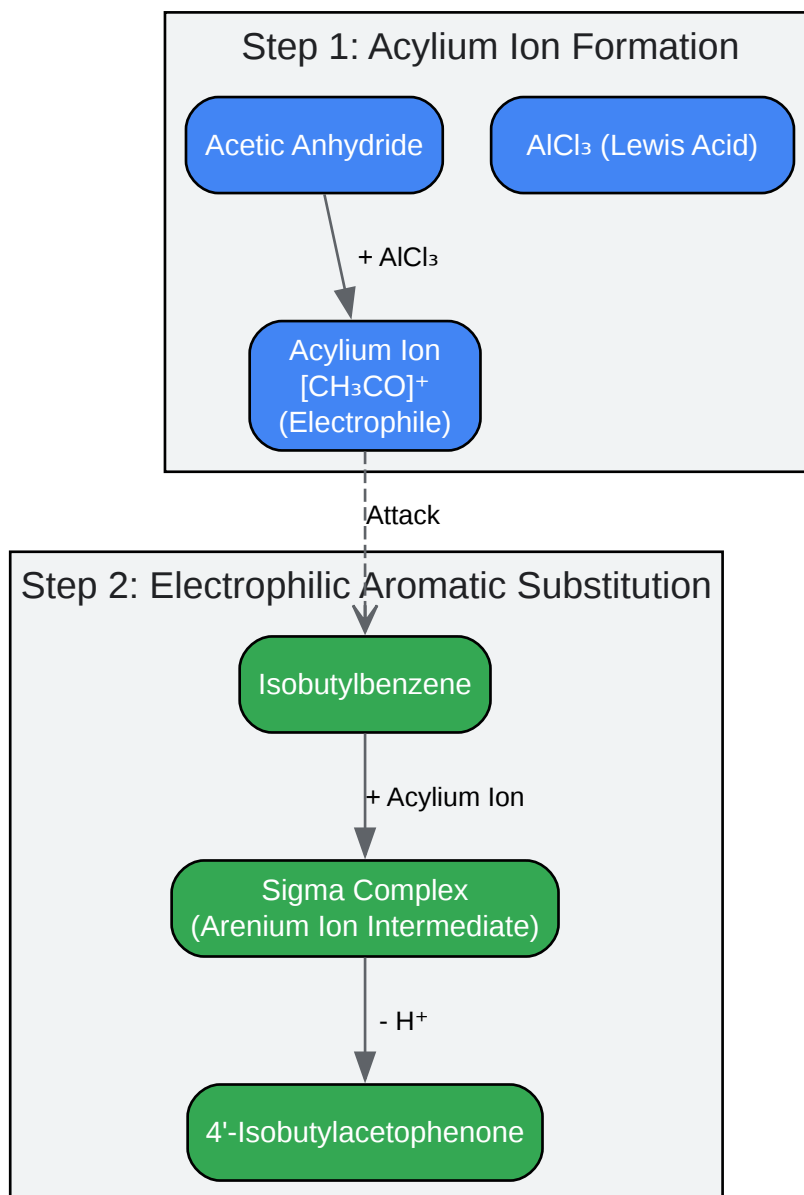 Step 1: Acylium Ion Formation
Acetic Anhydride
AlCl₃ (Lewis Acid)
+ AlCl₃
Acylium Ion
[CH₃CO]⁺
(Electrophile)
Attack
Step 2: Electrophilic Aromatic Substitution
Isobutylbenzene
+ Acylium Ion
Sigma Complex
(Arenium Ion Intermediate)
- H⁺
4'-Isobutylacetophenone